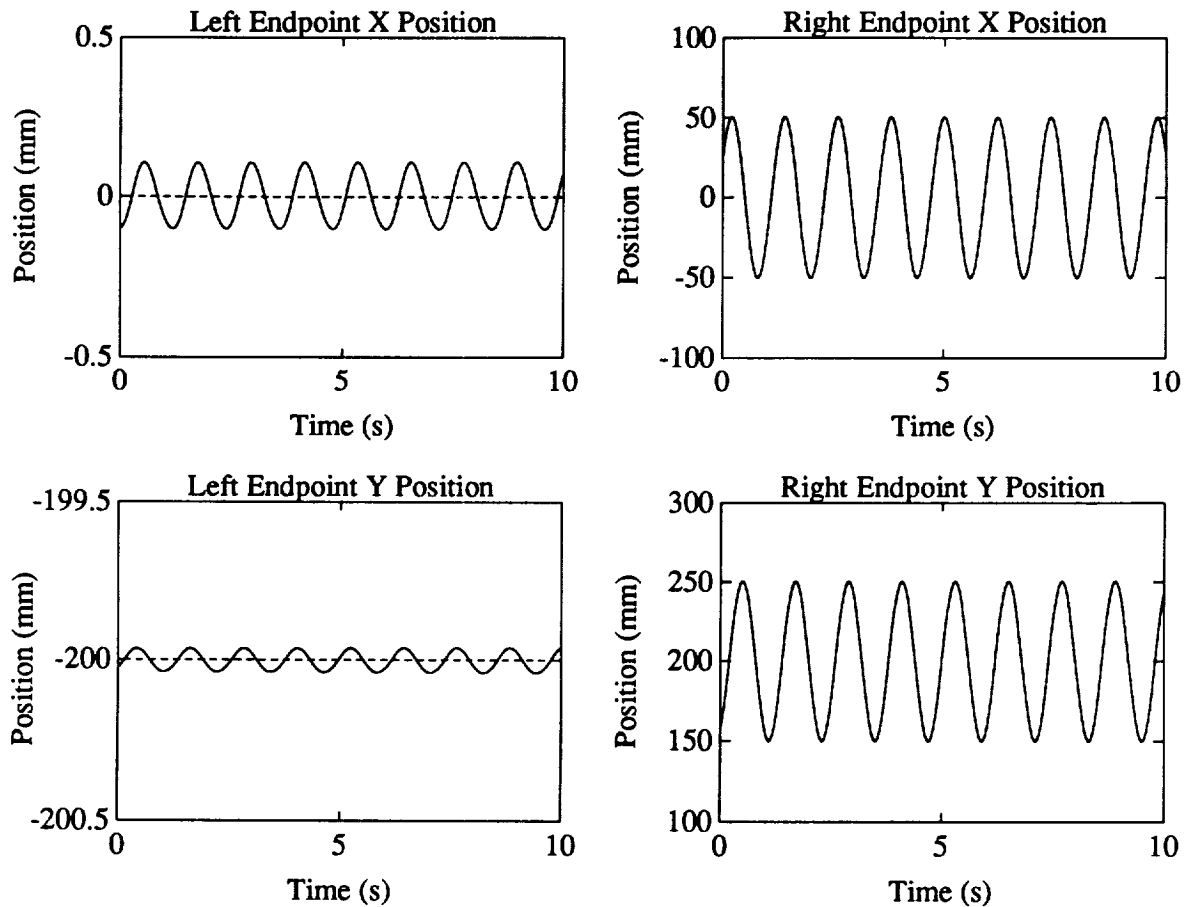 Left Endpoint X Position
0.5
0
-0.5
Position (mm)
0
5
10
Time (s)
Right Endpoint X Position
100
50
0
-50
-100
Position (mm)
0
5
10
Time (s)
Left Endpoint Y Position
-199.5
-200
-200.5
Position (mm)
0
5
10
Time (s)
Right Endpoint Y Position
300
250
200
150
100
Position (mm)
0
5
10
Time (s)